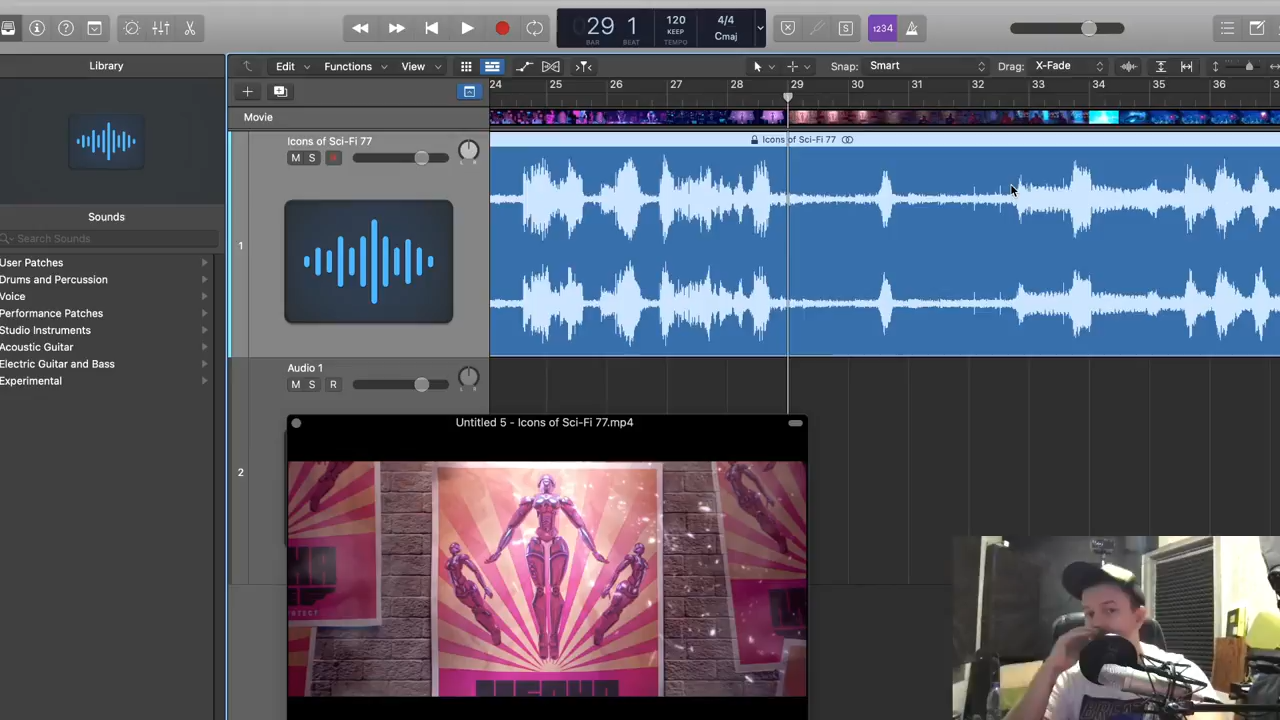 29 1
BAR BEAT
120
KEEP
TEMPO
4/4
Cmaj
S
1234
Library
Edit Functions View
Snap: Smart
Drag: X-Fade
24 25 26 27 28 29 30 31 32 33 34 35 36
Movie
Icons of Sci-Fi 77
M S
L R
Icons of Sci-Fi 77
1
Sounds
Search Sounds
User Patches
Drums and Percussion
Voice
Performance Patches
Studio Instruments
Acoustic Guitar
Electric Guitar and Bass
Experimental
Audio 1
M S R
L R
2
Untitled 5 - Icons of Sci-Fi 77.mp4